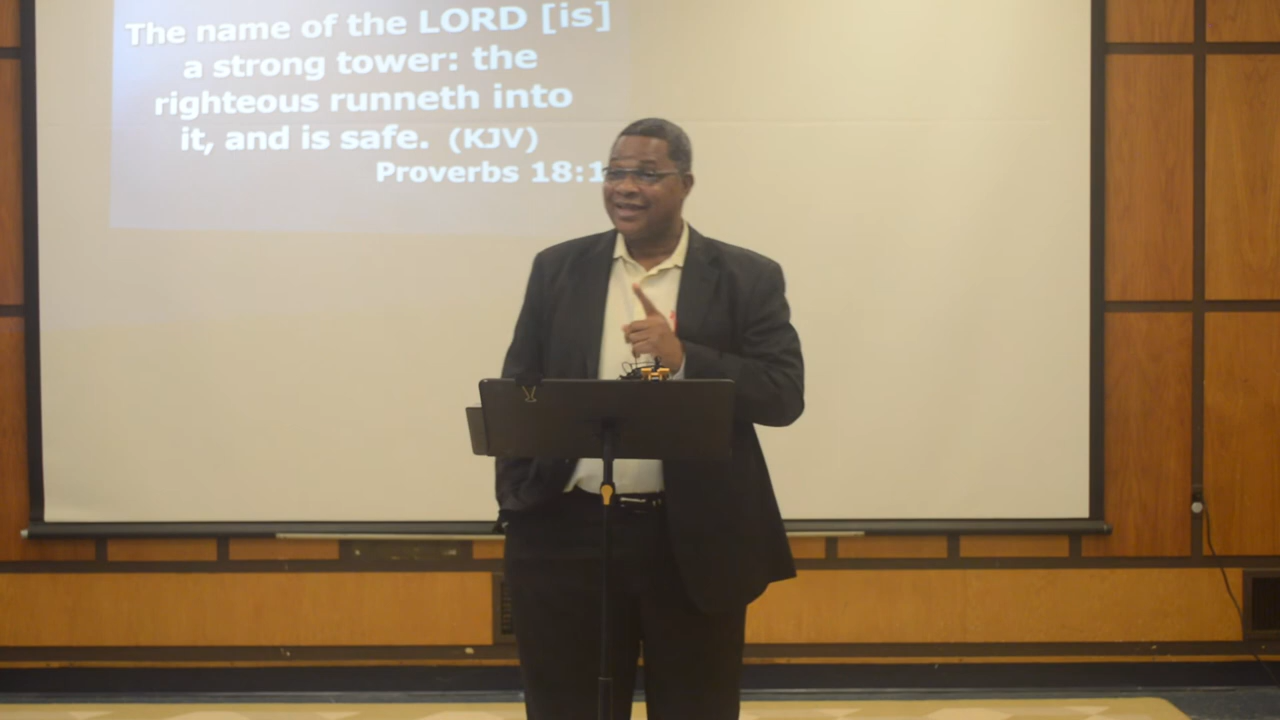 The name of the LORD [is]
a strong tower: the
righteous runneth into
it, and is safe. (KJV)
Proverbs 18:1